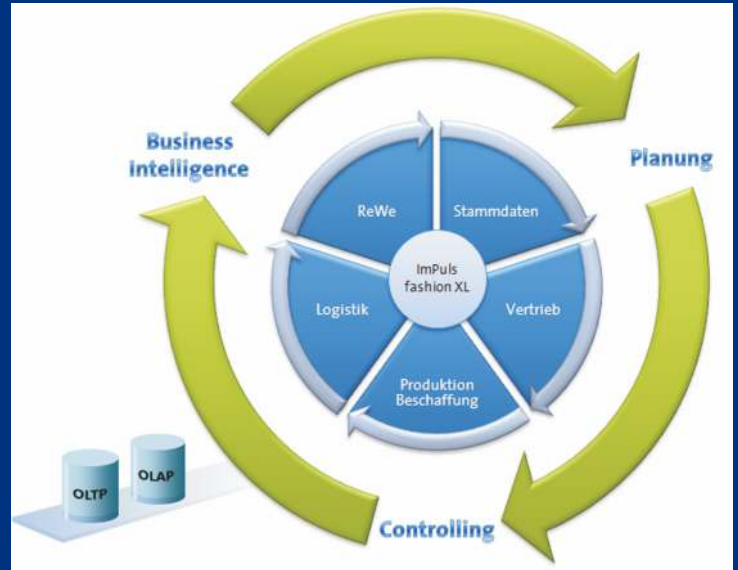 Business
Intelligence
Planung
ReWe
Stammdaten
ImPuls
fashion XL
Logistik
Vertrieb
Produktion
Beschaffung
OLTP
OLAP
Controlling